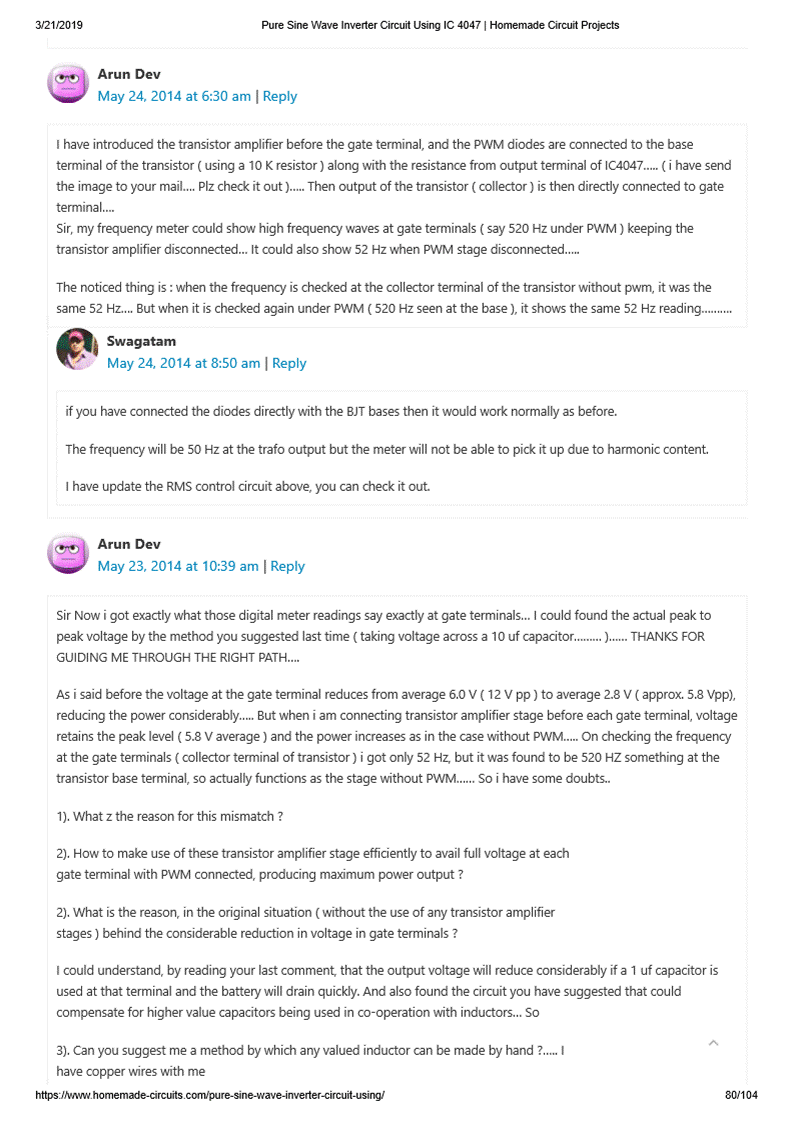 3/21/2019
Pure Sine Wave Inverter Circuit Using IC 4047 | Homemade Circuit Projects
Arun Dev
May 24, 2014 at 6:30 am | Reply
I have introduced the transistor amplifier before the gate terminal, and the PWM diodes are connected to the base
terminal of the transistor ( using a 10 K resistor ) along with the resistance from output terminal of IC4047..... ( i have send
the image to your mail.... Plz check it out )..... Then output of the transistor ( collector ) is then directly connected to gate
terminal....
Sir, my frequency meter could show high frequency waves at gate terminals ( say 520 Hz under PWM ) keeping the
transistor amplifier disconnected... It could also show 52 Hz when PWM stage disconnected.....
The noticed thing is : when the frequency is checked at the collector terminal of the transistor without pwm, it was the
same 52 Hz.... But when it is checked again under PWM ( 520 Hz seen at the base ), it shows the same 52 Hz reading..........
Swagatam
May 24, 2014 at 8:50 am | Reply
if you have connected the diodes directly with the BJT bases then it would work normally as before.
The frequency will be 50 Hz at the trafo output but the meter will not be able to pick it up due to harmonic content.
I have update the RMS control circuit above, you can check it out.
Arun Dev
May 23, 2014 at 10:39 am | Reply
Sir Now i got exactly what those digital meter readings say exactly at gate terminals... I could found the actual peak to
peak voltage by the method you suggested last time ( taking voltage across a 10 uf capacitor......... )...... THANKS FOR
GUIDING ME THROUGH THE RIGHT PATH....
As i said before the voltage at the gate terminal reduces from average 6.0 V ( 12 V pp ) to average 2.8 V ( approx. 5.8 Vpp),
reducing the power considerably..... But when i am connecting transistor amplifier stage before each gate terminal, voltage
retains the peak level ( 5.8 V average ) and the power increases as in the case without PWM..... On checking the frequency
at the gate terminals ( collector terminal of transistor ) i got only 52 Hz, but it was found to be 520 HZ something at the
transistor base terminal, so actually functions as the stage without PWM...... So i have some doubts..
1). What z the reason for this mismatch ?
2). How to make use of these transistor amplifier stage efficiently to avail full voltage at each
gate terminal with PWM connected, producing maximum power output ?
2). What is the reason, in the original situation ( without the use of any transistor amplifier
stages ) behind the considerable reduction in voltage in gate terminals ?
I could understand, by reading your last comment, that the output voltage will reduce considerably if a 1 uf capacitor is
used at that terminal and the battery will drain quickly. And also found the circuit you have suggested that could
compensate for higher value capacitors being used in co-operation with inductors... So
3). Can you suggest me a method by which any valued inductor can be made by hand ?..... I
have copper wires with me
https://www.homemade-circuits.com/pure-sine-wave-inverter-circuit-using/
80/104